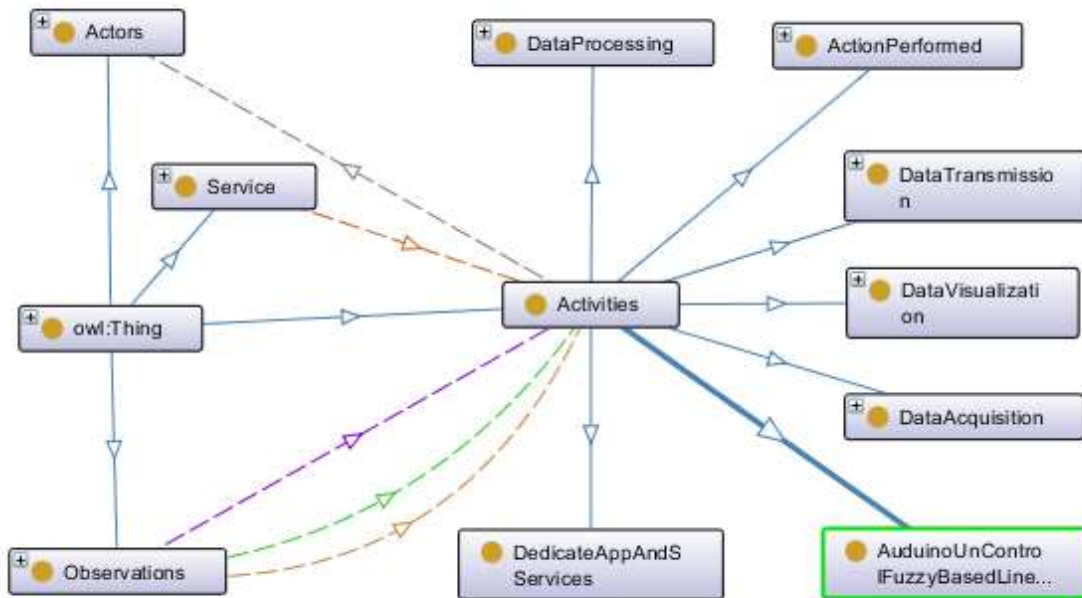 Actors
DataProcessing
ActionPerformed
Service
DataTransmissio
n
owl:Thing
Activities
DataVisualizati
on
DataAcquisition
Observations
DedicateAppAndS
Services
AuduinoUnContro
lFuzzyBasedLine...